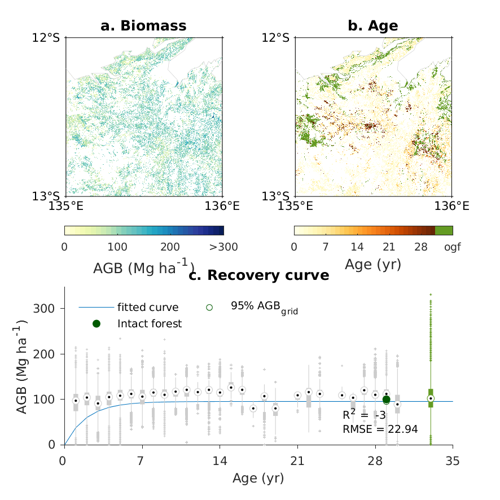 a. Biomass
b. Age
12°S
12°S
13°S
13°S
135°E
136°E
135°E
136°E
0 100 200 >300
0 7 14 21 28 ogf
AGB (Mg ha⁻¹)
Age (yr)
c. Recovery curve
fitted curve
95% AGB_grid
Intact forest
300
200
100
0
AGB (Mg ha⁻¹)
R² = -3
RMSE = 22.94
0 7 14 21 28 35
Age (yr)